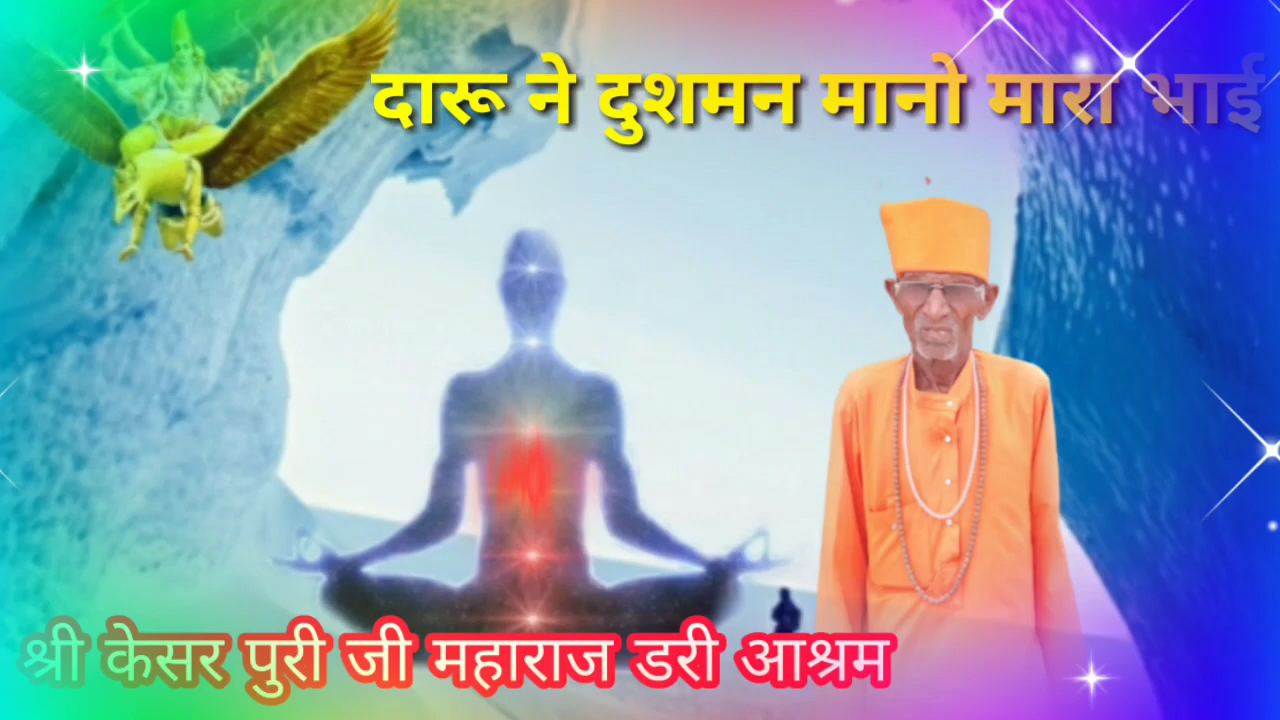 दारू ने दुशमन मानो मारा भाई
श्री केसर पुरी जी महाराज डरी आश्रम